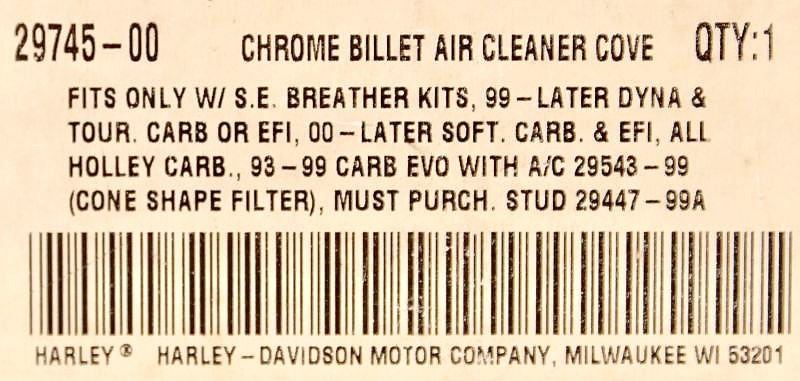 29745-00 CHROME BILLET AIR CLEANER COVE QTY:1
FITS ONLY W/ S.E. BREATHER KITS, 99-LATER DYNA &
TOUR. CARB OR EFI, 00-LATER SOFT. CARB. & EFI, ALL
HOLLEY CARB., 93-99 CARB EVO WITH A/C 29543-99
(CONE SHAPE FILTER), MUST PURCH. STUD 29447-99A
HARLEY® HARLEY-DAVIDSON MOTOR COMPANY, MILWAUKEE WI 53201